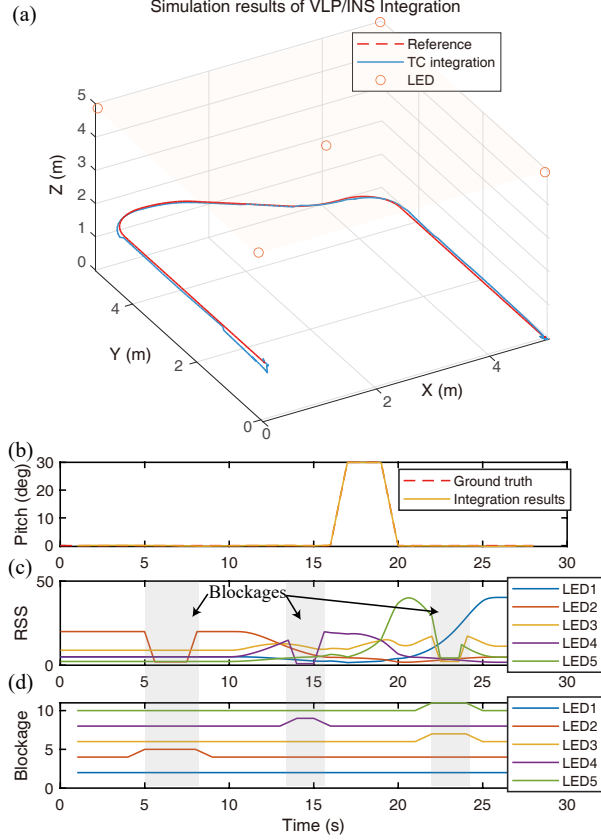 Simulation results of VLP/INS Integration
(a)
Reference
TC integration
LED
5
4
3
2
1
0
Z (m)
4
2
0
Y (m)
0
2
4
X (m)
(b)
30
20
10
0
Pitch (deg)
Ground truth
Integration results
0 5 10 15 20 25 30
(c)
50
0
RSS
Blockages
LED1
LED2
LED3
LED4
LED5
0 5 10 15 20 25 30
(d)
10
5
0
Blockage
LED1
LED2
LED3
LED4
LED5
0 5 10 15 20 25 30
Time (s)